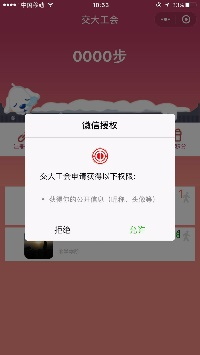 中国移动
10:53
13%
交大工会
0000步
微信授权
交大工会申请获得以下权限:
• 获得你的公开信息(昵称、头像等)
拒绝
允许